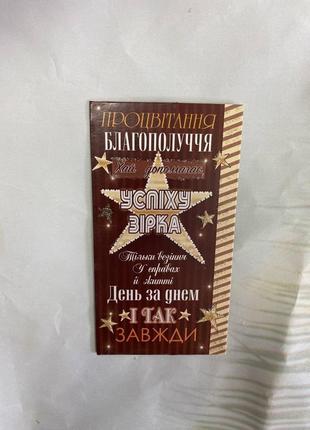 ПРОЦВІТАННЯ
БЛАГОПОЛУЧЧЯ
Хай допомагає
УСПІХУ
ЗІРКА
Тільки везіння
У справах
й житті
День за днем
І ТАК
ЗАВЖДИ